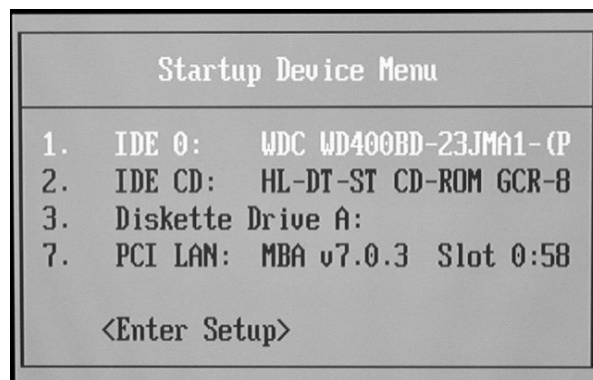 Startup Device Menu
1. IDE 0: WDC WD400BD-23JMA1-(P
2. IDE CD: HL-DT-ST CD-ROM GCR-8
3. Diskette Drive A:
7. PCI LAN: MBA v7.0.3 Slot 0:58
<Enter Setup>